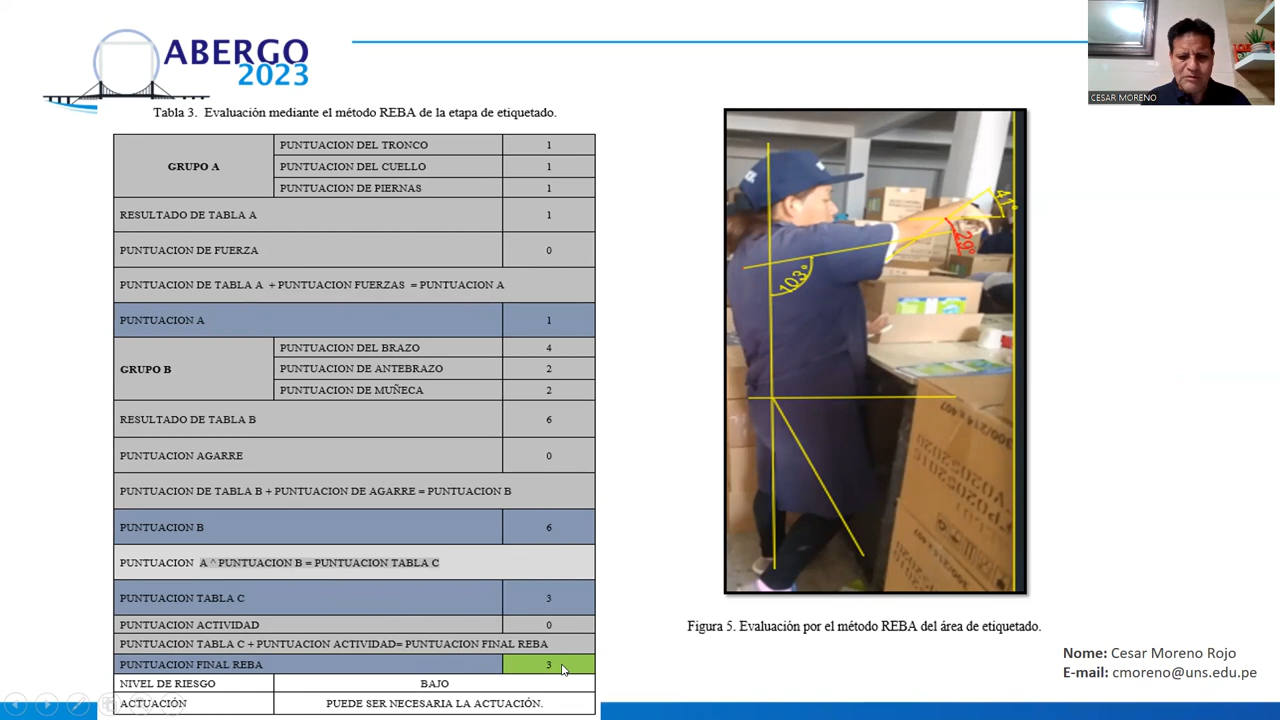 ABERGO
2023
CESAR MORENO
Tabla 3. Evaluación mediante el método REBA de la etapa de etiquetado.
GRUPO A
PUNTUACION DEL TRONCO 1
PUNTUACION DEL CUELLO 1
PUNTUACION DE PIERNAS 1
RESULTADO DE TABLA A 1
PUNTUACION DE FUERZA 0
PUNTUACION DE TABLA A + PUNTUACION FUERZAS = PUNTUACION A
PUNTUACION A 1
GRUPO B
PUNTUACION DEL BRAZO 4
PUNTUACION DE ANTEBRAZO 2
PUNTUACION DE MUÑECA 2
RESULTADO DE TABLA B 6
PUNTUACION AGARRE 0
PUNTUACION DE TABLA B + PUNTUACION DE AGARRE = PUNTUACION B
PUNTUACION B 6
PUNTUACION A ^ PUNTUACION B = PUNTUACION TABLA C
PUNTUACION TABLA C 3
PUNTUACION ACTIVIDAD 0
PUNTUACION TABLA C + PUNTUACION ACTIVIDAD= PUNTUACION FINAL REBA
PUNTUACION FINAL REBA 3
NIVEL DE RIESGO BAJO
ACTUACIÓN PUEDE SER NECESARIA LA ACTUACIÓN.
41°
29°
103°
300/214 x 407
Figura 5. Evaluación por el método REBA del área de etiquetado.
Nome: Cesar Moreno Rojo
E-mail: cmoreno@uns.edu.pe